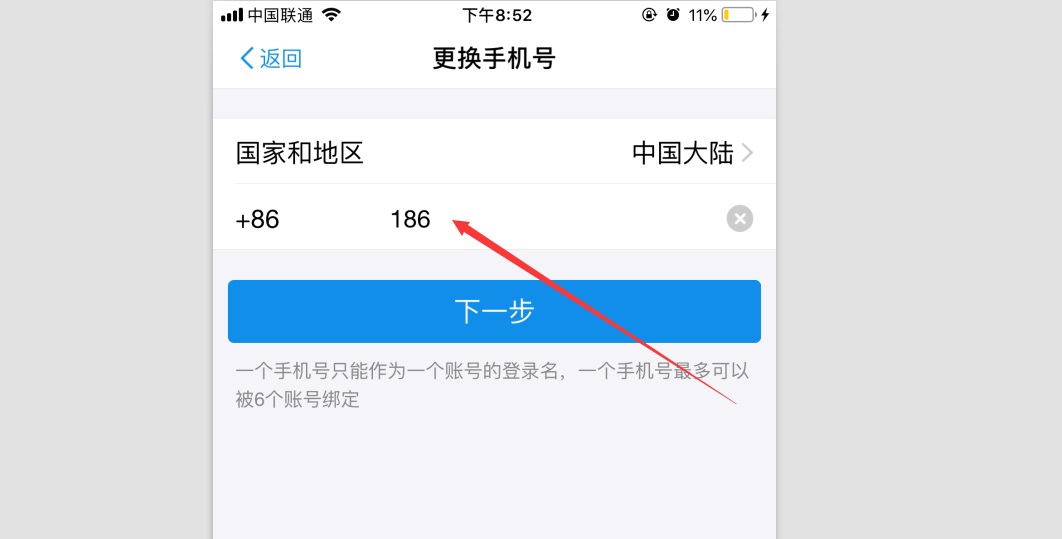 中国联通 下午8:52 11%
返回 更换手机号
国家和地区 中国大陆
+86 186
下一步
一个手机号只能作为一个账号的登录名，一个手机号最多可以
被6个账号绑定